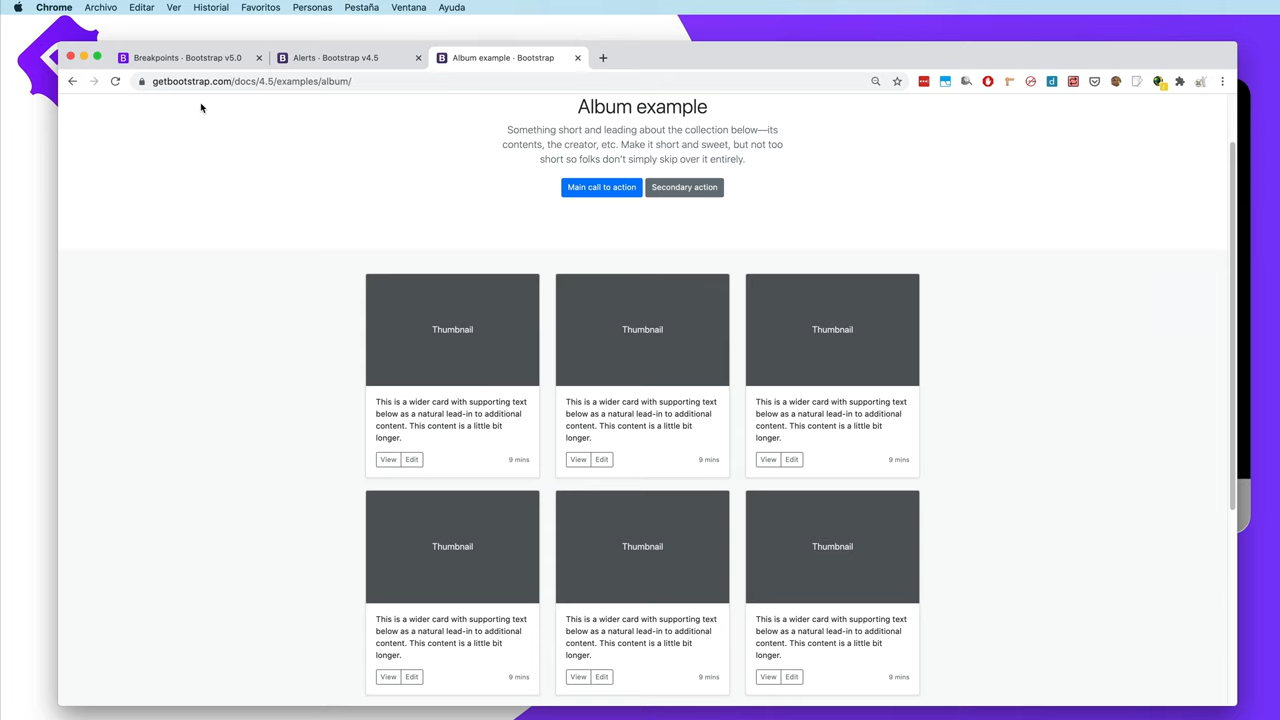 Chrome Archivo Editar Ver Historial Favoritos Personas Pestaña Ventana Ayuda
Breakpoints · Bootstrap v5.0
Alerts · Bootstrap v4.5
Album example · Bootstrap
getbootstrap.com/docs/4.5/examples/album/
Album example
Something short and leading about the collection below—its
contents, the creator, etc. Make it short and sweet, but not too
short so folks don't simply skip over it entirely.
Main call to action
Secondary action
Thumbnail
Thumbnail
Thumbnail
This is a wider card with supporting text
below as a natural lead-in to additional
content. This content is a little bit
longer.
View Edit 9 mins
This is a wider card with supporting text
below as a natural lead-in to additional
content. This content is a little bit
longer.
View Edit 9 mins
This is a wider card with supporting text
below as a natural lead-in to additional
content. This content is a little bit
longer.
View Edit 9 mins
Thumbnail
Thumbnail
Thumbnail
This is a wider card with supporting text
below as a natural lead-in to additional
content. This content is a little bit
longer.
View Edit 9 mins
This is a wider card with supporting text
below as a natural lead-in to additional
content. This content is a little bit
longer.
View Edit 9 mins
This is a wider card with supporting text
below as a natural lead-in to additional
content. This content is a little bit
longer.
View Edit 9 mins